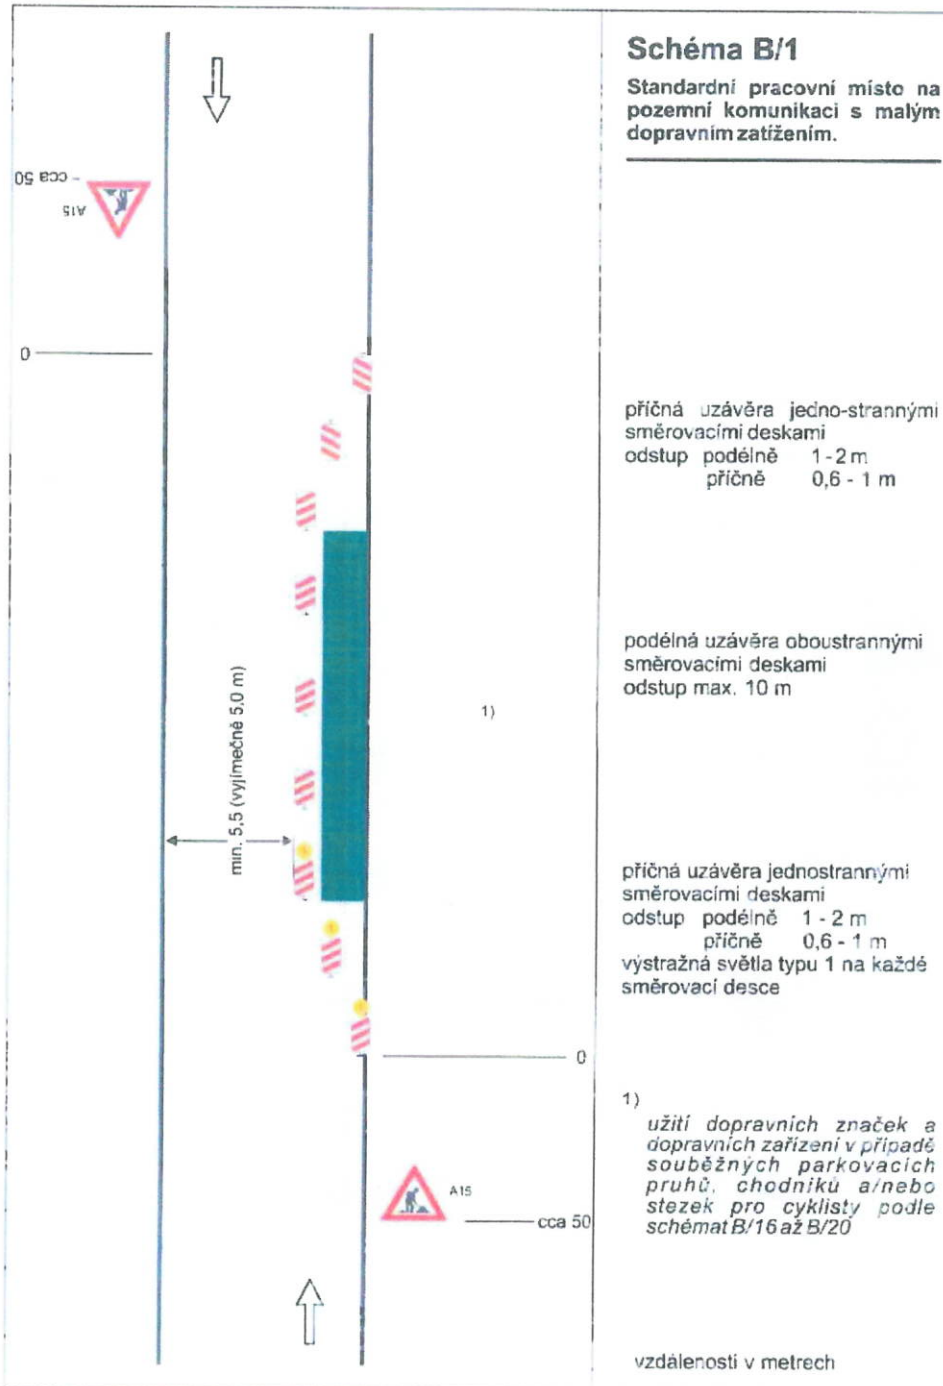 Schéma B/1
Standardní pracovní místo na
pozemní komunikaci s malým
dopravním zatížením.
- cca 50
A15
0
příčná uzávěra jedno-strannými
směrovacími deskami
odstup podélně 1 - 2 m
příčně 0,6 - 1 m
podélná uzávěra oboustrannými
směrovacími deskami
odstup max. 10 m
1)
min. 5,5 (vyjímečně 5,0 m)
příčná uzávěra jednostrannými
směrovacími deskami
odstup podélně 1 - 2 m
příčně 0,6 - 1 m
výstražná světla typu 1 na každé
směrovací desce
0
1)
užití dopravních značek a
dopravních zařízení v případě
souběžných parkovacích
pruhů, chodníků a/nebo
stezek pro cyklisty podle
schémat B/16 až B/20
A15
cca 50
vzdálenosti v metrech